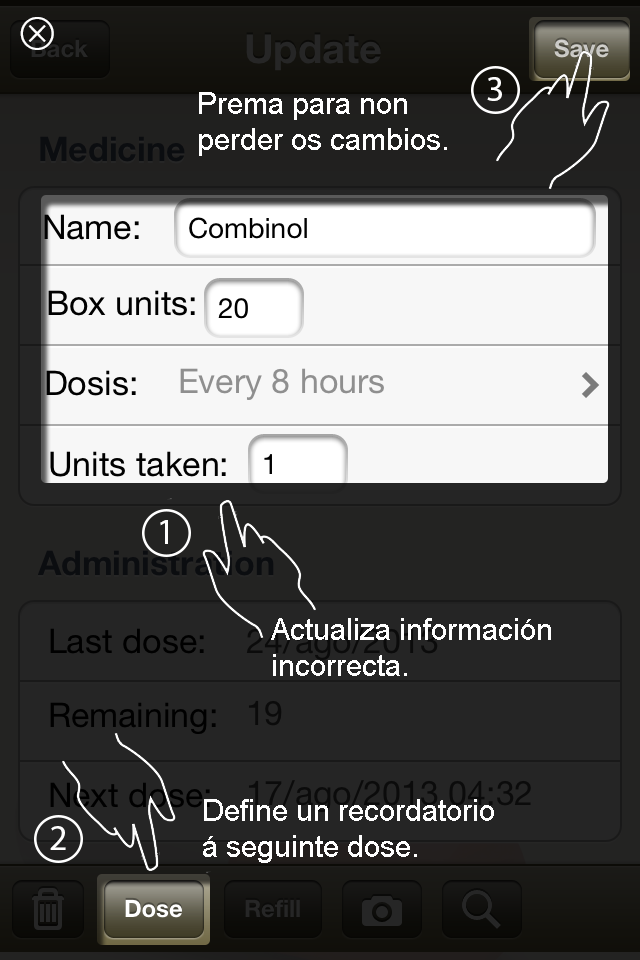 Back
Update
Save
3
Prema para non
perder os cambios.
Medicine
Name: Combinol
Box units: 20
Dosis: Every 8 hours
Units taken: 1
1
Administration
Actualiza información
incorrecta.
Last dose: 24/ago/2013
Remaining: 19
Next dose: 17/ago/2013 04:32
Define un recordatorio
á seguinte dose.
2
Dose
Refill